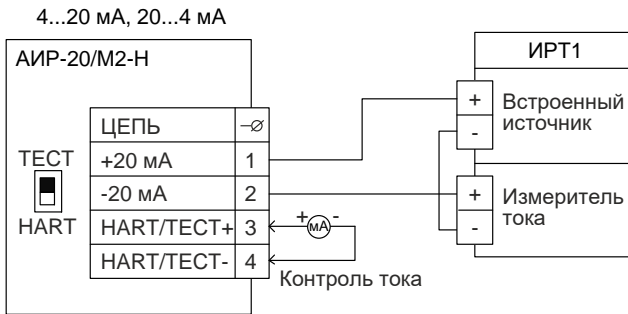 4...20 мА, 20...4 мА
АИР-20/М2-Н
ИРТ1
ЦЕПЬ
ТЕСТ
+20 мА 1
-20 мА 2
HART
HART/ТЕСТ+ 3
HART/ТЕСТ- 4
+ мА -
Контроль тока
+ Встроенный
- источник
+ Измеритель
- тока